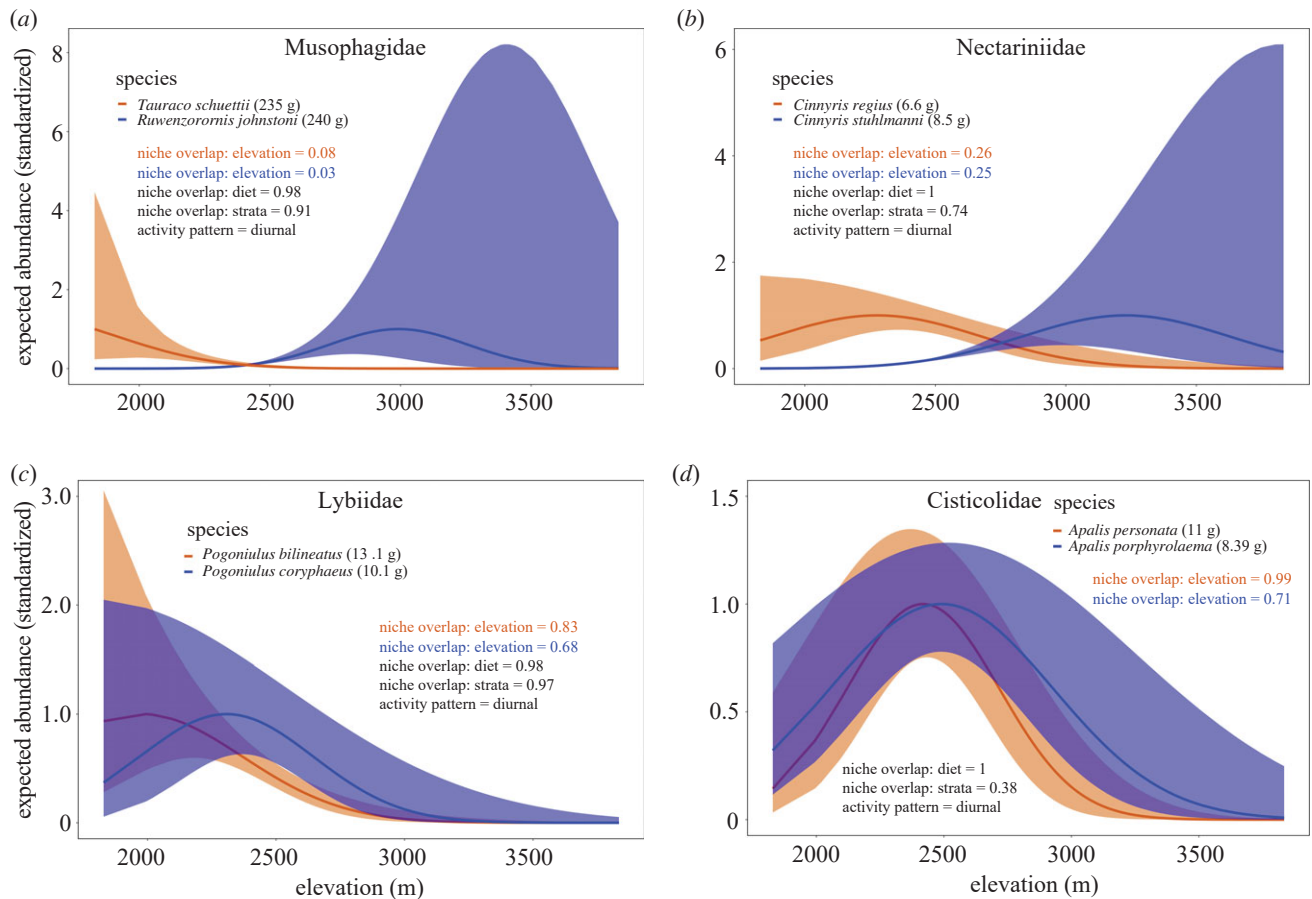 (a)
Musophagidae
species
Tauraco schuettii (235 g)
Ruwenzorornis johnstoni (240 g)
niche overlap: elevation = 0.08
niche overlap: elevation = 0.03
niche overlap: diet = 0.98
niche overlap: strata = 0.91
activity pattern = diurnal
expected abundance (standardized)
8
6
4
2
0
2000
2500
3000
3500
(b)
Nectariniidae
species
Cinnyris regius (6.6 g)
Cinnyris stuhlmanni (8.5 g)
niche overlap: elevation = 0.26
niche overlap: elevation = 0.25
niche overlap: diet = 1
niche overlap: strata = 0.74
activity pattern = diurnal
6
4
2
0
2000
2500
3000
3500
(c)
Lybiidae
species
Pogoniulus bilineatus (13 .1 g)
Pogoniulus coryphaeus (10.1 g)
niche overlap: elevation = 0.83
niche overlap: elevation = 0.68
niche overlap: diet = 0.98
niche overlap: strata = 0.97
activity pattern = diurnal
expected abundance (standardized)
3.0
2.0
1.0
0
2000
2500
3000
3500
elevation (m)
(d)
Cisticolidae
species
Apalis personata (11 g)
Apalis porphyrolaema (8.39 g)
niche overlap: elevation = 0.99
niche overlap: elevation = 0.71
niche overlap: diet = 1
niche overlap: strata = 0.38
activity pattern = diurnal
1.5
1.0
0.5
0
2000
2500
3000
3500
elevation (m)